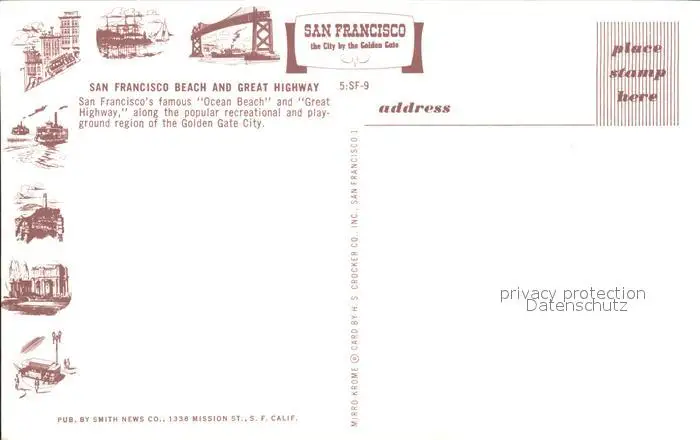 SAN FRANCISCO
the City by the Golden Gate
SAN FRANCISCO BEACH AND GREAT HIGHWAY
5:SF-9
San Francisco's famous "Ocean Beach" and "Great
Highway," along the popular recreational and play-
ground region of the Golden Gate City.
place
stamp
here
address
MIRRO-KROME ® CARD BY H. S. CROCKER CO., INC. SAN FRANCISCO 1
privacy protection
Datenschutz
PUB. BY SMITH NEWS CO., 1338 MISSION ST., S. F. CALIF.